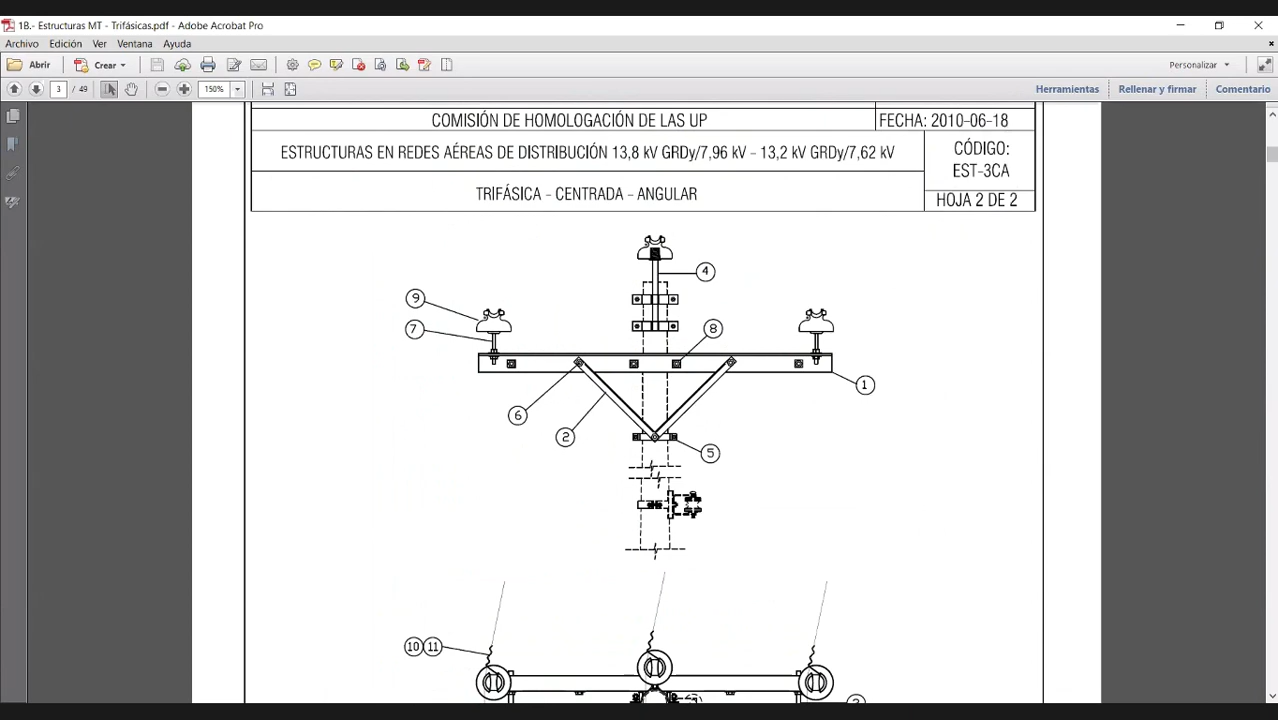 1B.- Estructuras MT - Trifásicas.pdf - Adobe Acrobat Pro
Archivo Edición Ver Ventana Ayuda
Abrir Crear Personalizar
3 / 49 150% Herramientas Rellenar y firmar Comentario
COMISIÓN DE HOMOLOGACIÓN DE LAS UP
FECHA: 2010-06-18
ESTRUCTURAS EN REDES AÉREAS DE DISTRIBUCIÓN 13,8 kV GRDy/7,96 kV - 13,2 kV GRDy/7,62 kV
CÓDIGO:
EST-3CA
TRIFÁSICA - CENTRADA - ANGULAR
HOJA 2 DE 2
4
9
7
8
1
6
2
5
10 11